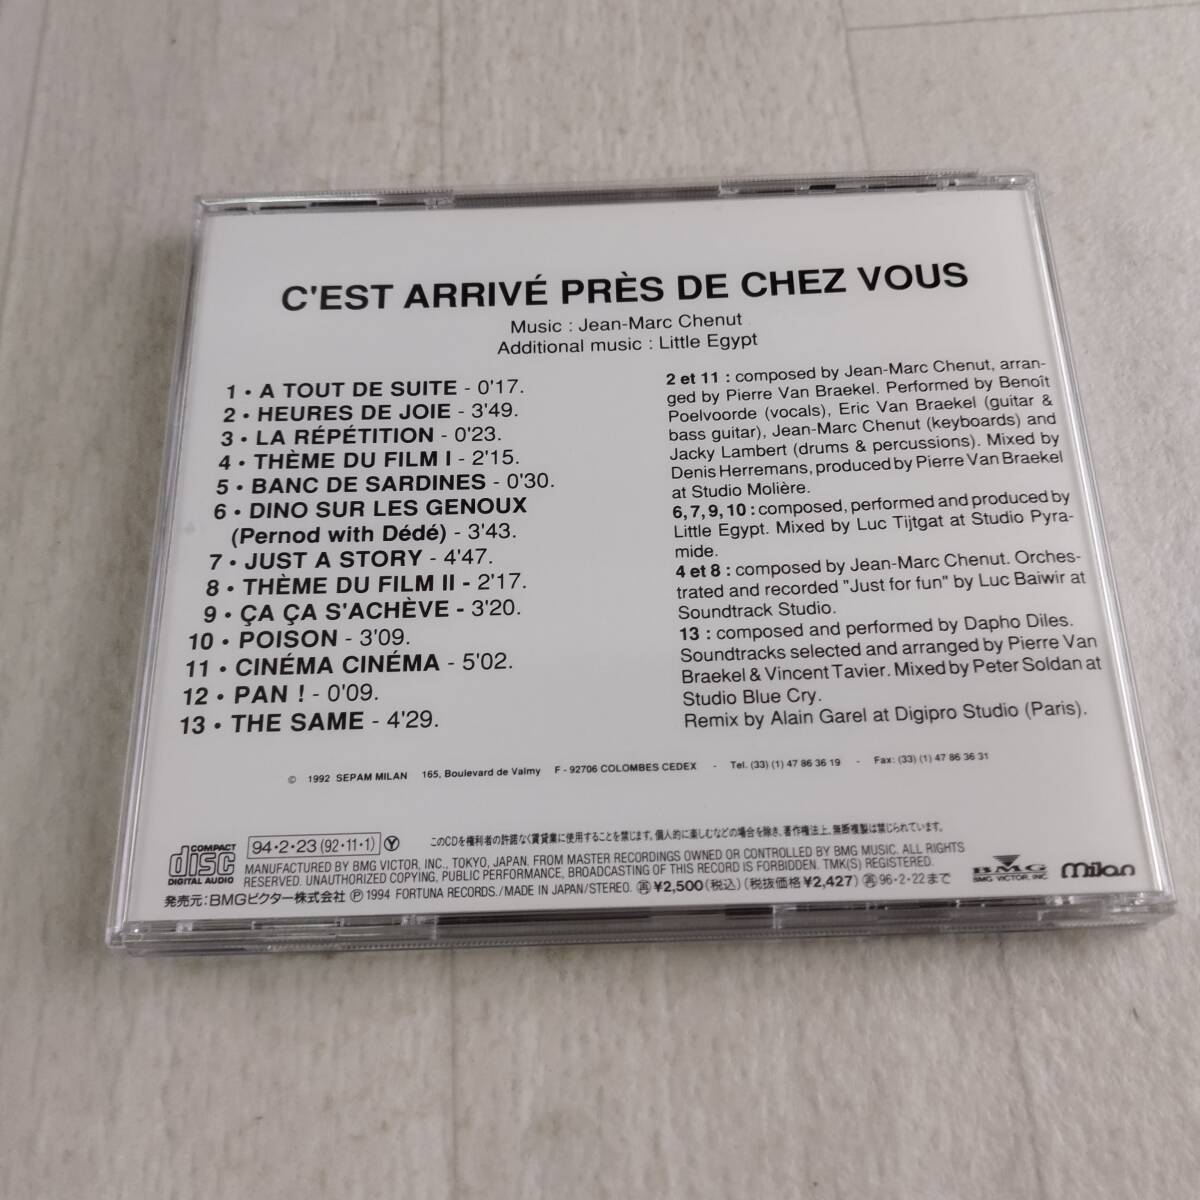 C'EST ARRIVÉ PRÈS DE CHEZ VOUS
Music : Jean-Marc Chenut
Additional music : Little Egypt
1 • A TOUT DE SUITE - 0'17.
2 • HEURES DE JOIE - 3'49.
3 • LA RÉPÉTITION - 0'23.
4 • THÈME DU FILM I - 2'15.
5 • BANC DE SARDINES - 0'30.
6 • DINO SUR LES GENOUX
(Pernod with Dédé) - 3'43.
7 • JUST A STORY - 4'47.
8 • THÈME DU FILM II - 2'17.
9 • ÇA ÇA S'ACHÈVE - 3'20.
10 • POISON - 3'09.
11 • CINÉMA CINÉMA - 5'02.
12 • PAN ! - 0'09.
13 • THE SAME - 4'29.
2 et 11 : composed by Jean-Marc Chenut, arran-
ged by Pierre Van Braekel. Performed by Benoît
Poelvoorde (vocals), Eric Van Braekel (guitar &
bass guitar), Jean-Marc Chenut (keyboards) and
Jacky Lambert (drums & percussions). Mixed by
Denis Herremans, produced by Pierre Van Braekel
at Studio Molière.
6, 7, 9, 10 : composed, performed and produced by
Little Egypt. Mixed by Luc Tijtgat at Studio Pyra-
mide.
4 et 8 : composed by Jean-Marc Chenut. Orches-
trated and recorded "Just for fun" by Luc Baiwir at
Soundtrack Studio.
13 : composed and performed by Dapho Diles.
Soundtracks selected and arranged by Pierre Van
Braekel & Vincent Tavier. Mixed by Peter Soldan at
Studio Blue Cry.
Remix by Alain Garel at Digipro Studio (Paris).
© 1992 SEPAM MILAN 165, Boulevard de Valmy F - 92706 COLOMBES CEDEX - Tel. (33) (1) 47 86 36 19 - Fax: (33) (1) 47 86 36 31
COMPACT disc DIGITAL AUDIO
94・2・23 (92・11・1) Ⓨ このCDを権利者の許諾なく賃貸業に使用することを禁じます。個人的に楽しむなどの場合を除き、著作権法上、無断複製は禁じられています。
MANUFACTURED BY BMG VICTOR, INC., TOKYO, JAPAN. FROM MASTER RECORDINGS OWNED OR CONTROLLED BY BMG MUSIC. ALL RIGHTS
RESERVED. UNAUTHORIZED COPYING, PUBLIC PERFORMANCE, BROADCASTING OF THIS RECORD IS FORBIDDEN. TMK(S) REGISTERED.
発売元：BMGビクター株式会社 Ⓟ 1994 FORTUNA RECORDS./MADE IN JAPAN/STEREO. 再 ¥2,500(税込)(税抜価格 ¥2,427) 再 96・2・22まで
BMG
BMG VICTOR, INC.
milan